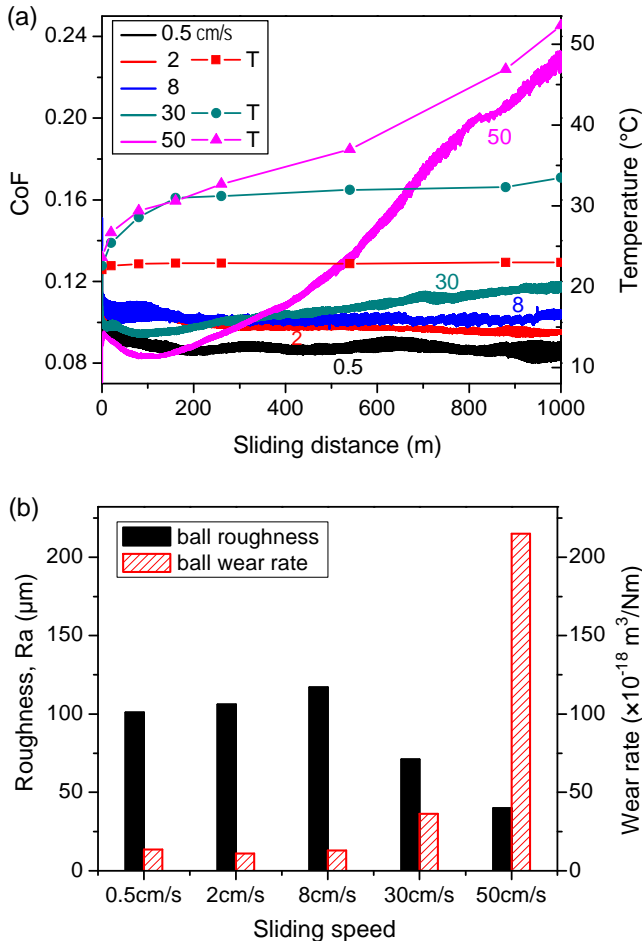 (a)
0.24
0.20
0.16
0.12
0.08
CoF
0.5 cm/s
2 T
8
30 T
50 T
50
30
8
2
0.5
50
40
30
20
10
Temperature (°C)
0 200 400 600 800 1000
Sliding distance (m)
(b)
ball roughness
ball wear rate
200
150
100
50
0
Roughness, Ra (μm)
200
150
100
50
0
Wear rate (×10⁻¹⁸ m³/Nm)
0.5cm/s 2cm/s 8cm/s 30cm/s 50cm/s
Sliding speed